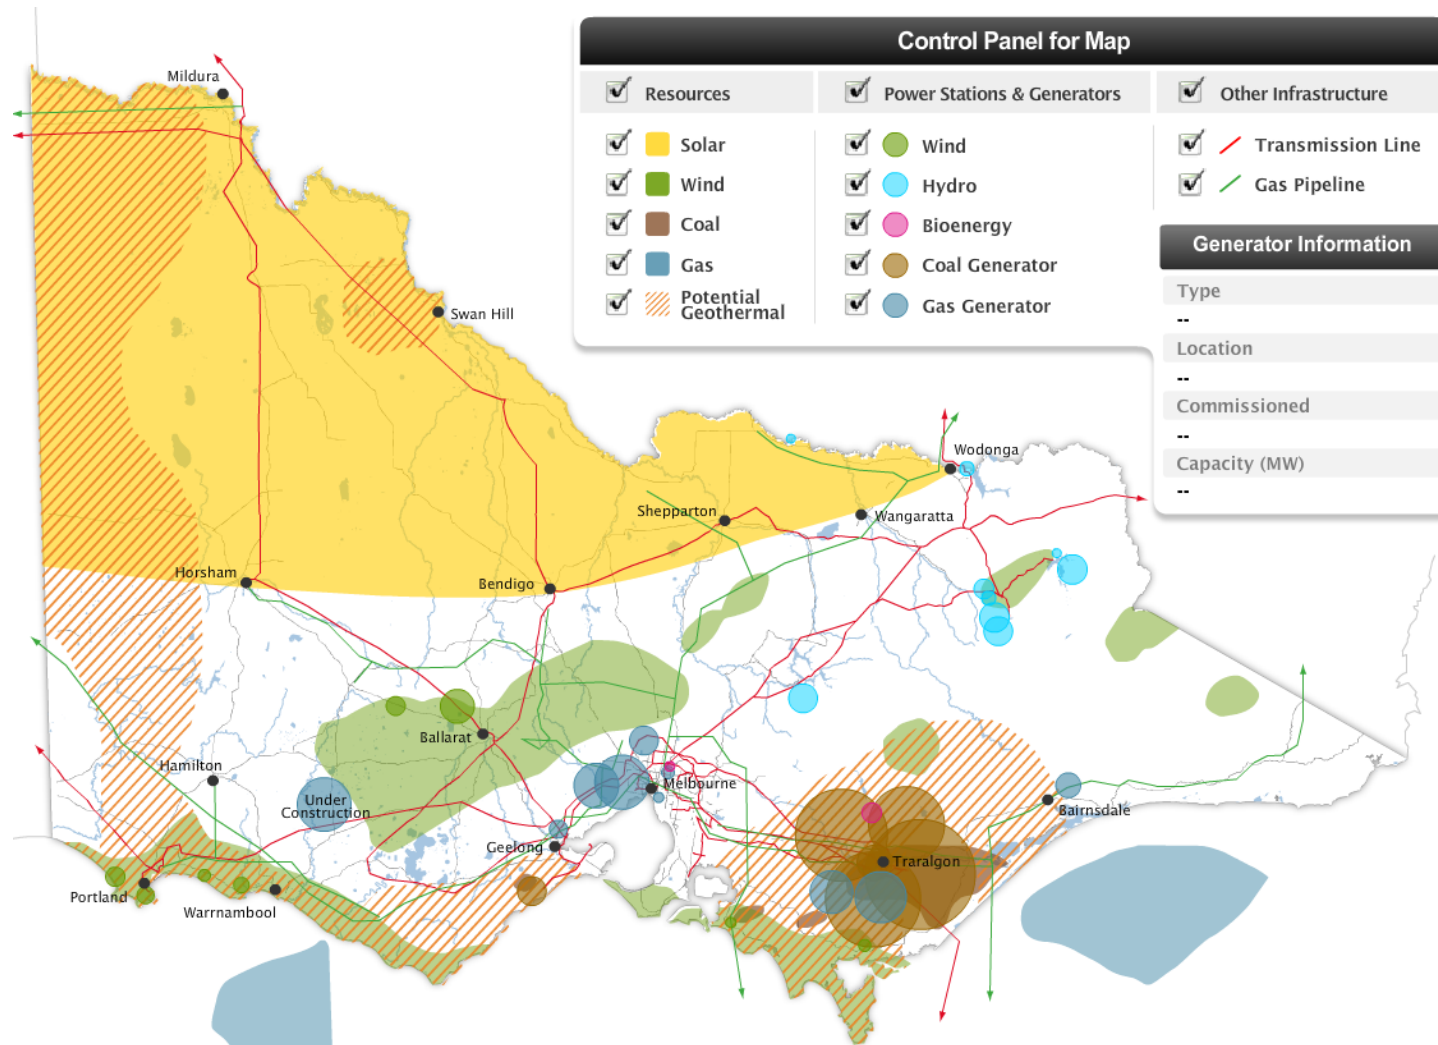 Control Panel for Map
Resources
Power Stations & Generators
Other Infrastructure
Solar
Wind
Coal
Gas
Potential
Geothermal
Wind
Hydro
Bioenergy
Coal Generator
Gas Generator
Transmission Line
Gas Pipeline
Generator Information
Type
--
Location
--
Commissioned
--
Capacity (MW)
--
Mildura
Swan Hill
Wodonga
Shepparton
Wangaratta
Horsham
Bendigo
Ballarat
Hamilton
Under
Construction
Melbourne
Bairnsdale
Geelong
Traralgon
Portland
Warrnambool